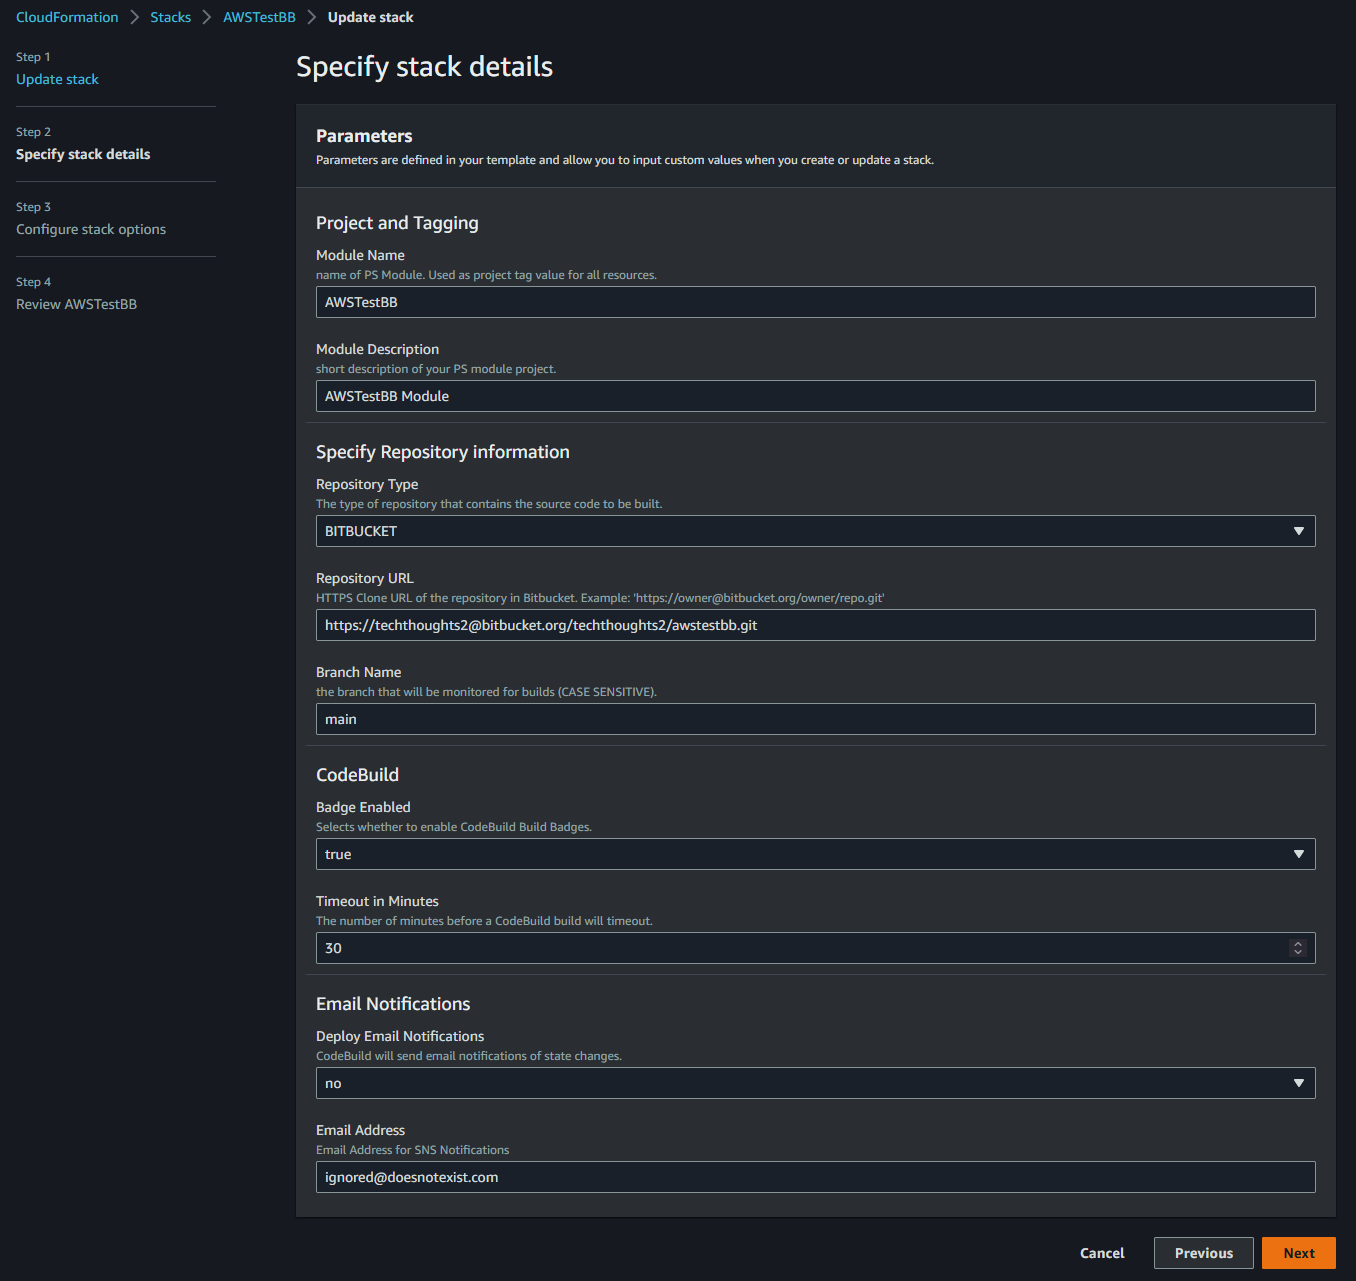 CloudFormation > Stacks > AWSTestBB > Update stack
Step 1
Update stack
Step 2
Specify stack details
Step 3
Configure stack options
Step 4
Review AWSTestBB
Specify stack details
Parameters
Parameters are defined in your template and allow you to input custom values when you create or update a stack.
Project and Tagging
Module Name
name of PS Module. Used as project tag value for all resources.
AWSTestBB
Module Description
short description of your PS module project.
AWSTestBB Module
Specify Repository information
Repository Type
The type of repository that contains the source code to be built.
BITBUCKET
Repository URL
HTTPS Clone URL of the repository in Bitbucket. Example: 'https://owner@bitbucket.org/owner/repo.git'
https://techthoughts2@bitbucket.org/techthoughts2/awstestbb.git
Branch Name
the branch that will be monitored for builds (CASE SENSITIVE).
main
CodeBuild
Badge Enabled
Selects whether to enable CodeBuild Build Badges.
true
Timeout in Minutes
The number of minutes before a CodeBuild build will timeout.
30
Email Notifications
Deploy Email Notifications
CodeBuild will send email notifications of state changes.
no
Email Address
Email Address for SNS Notifications
ignored@doesnotexist.com
Cancel Previous Next